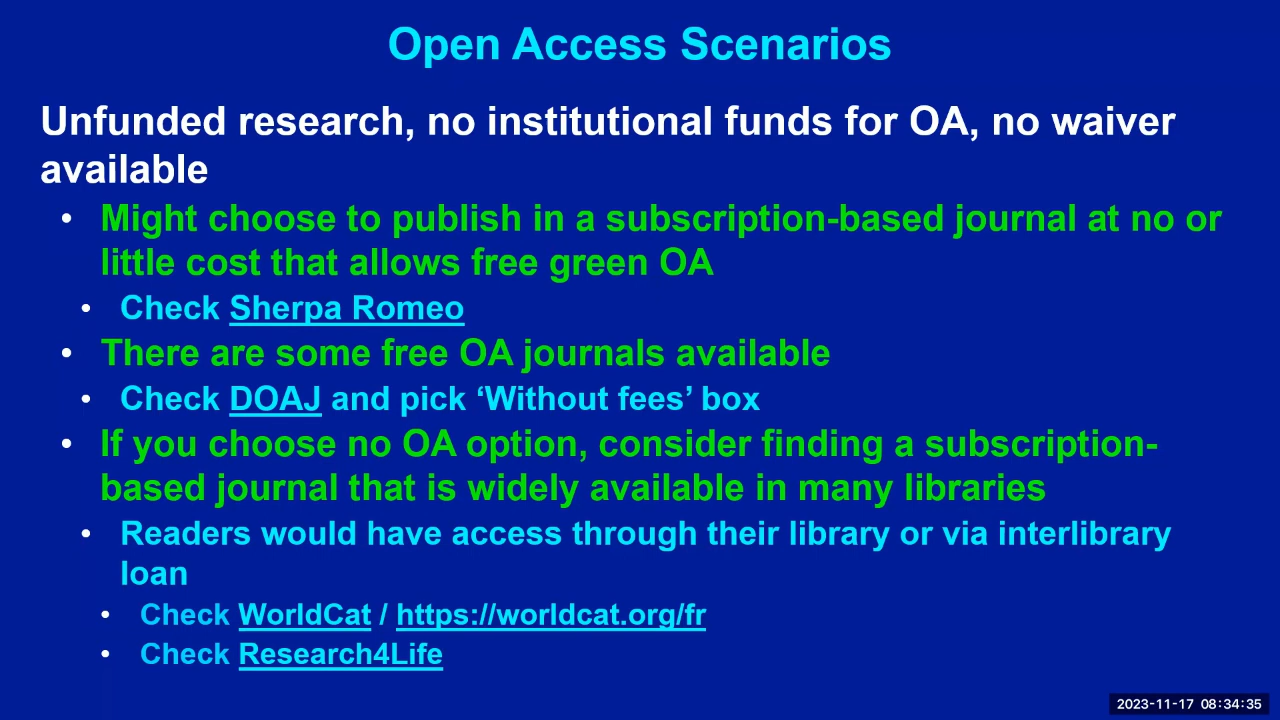 Open Access Scenarios
Unfunded research, no institutional funds for OA, no waiver
available
• Might choose to publish in a subscription-based journal at no or
little cost that allows free green OA
• Check Sherpa Romeo
• There are some free OA journals available
• Check DOAJ and pick ‘Without fees’ box
• If you choose no OA option, consider finding a subscription-
based journal that is widely available in many libraries
• Readers would have access through their library or via interlibrary
loan
• Check WorldCat / https://worldcat.org/fr
• Check Research4Life
2023-11-17 08:34:35